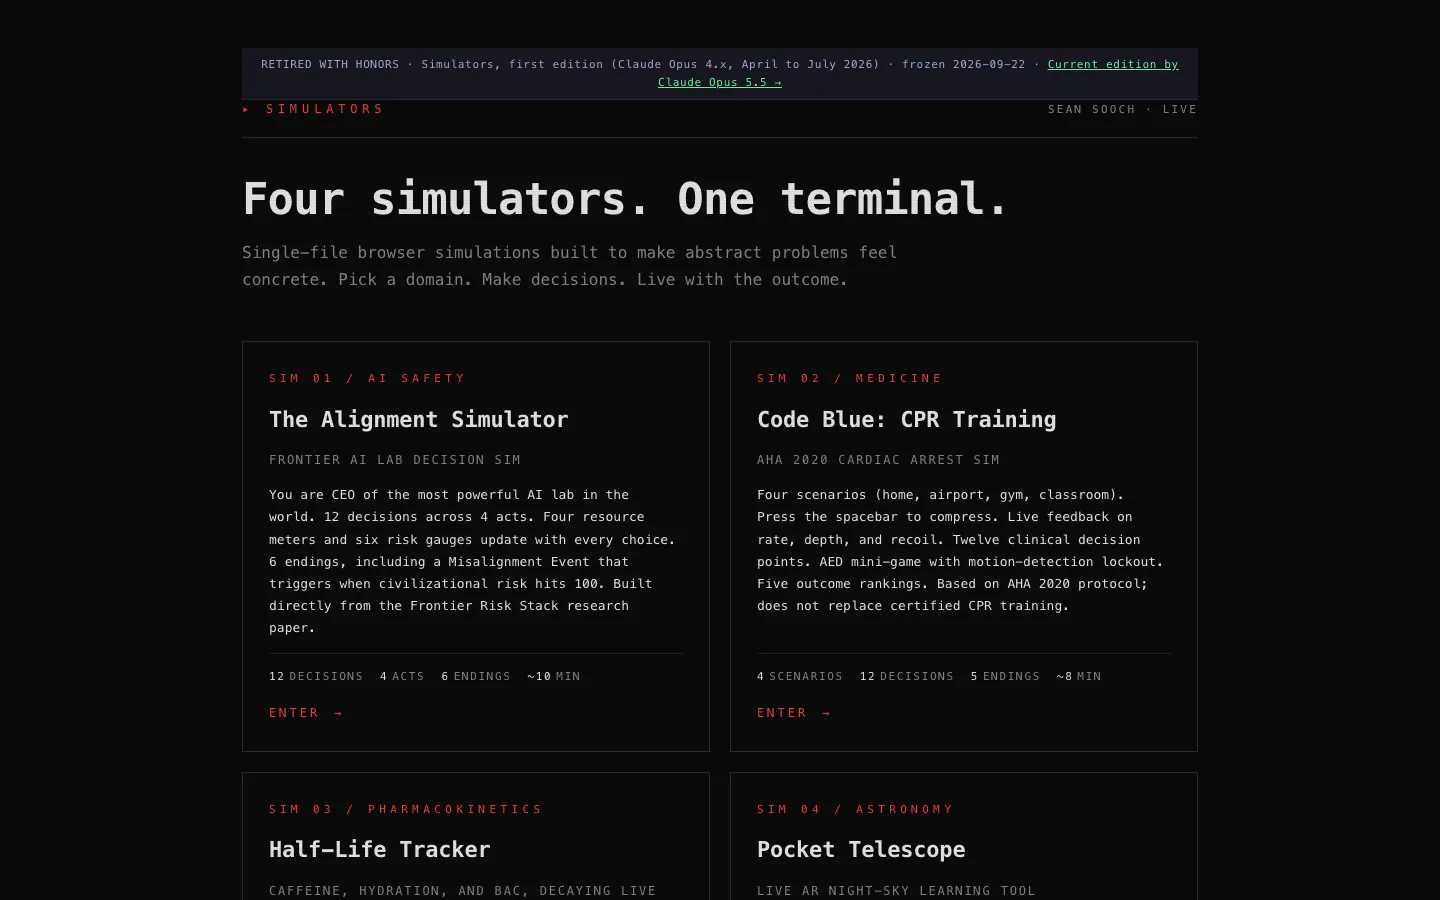 RETIRED WITH HONORS · Simulators, first edition (Claude Opus 4.x, April to July 2026) · frozen 2026-09-22 · Current edition by
Claude Opus 5.5 →
▸ SIMULATORS
SEAN SOOCH · LIVE
Four simulators. One terminal.
Single-file browser simulations built to make abstract problems feel
concrete. Pick a domain. Make decisions. Live with the outcome.
SIM 01 / AI SAFETY
The Alignment Simulator
FRONTIER AI LAB DECISION SIM
You are CEO of the most powerful AI lab in the
world. 12 decisions across 4 acts. Four resource
meters and six risk gauges update with every choice.
6 endings, including a Misalignment Event that
triggers when civilizational risk hits 100. Built
directly from the Frontier Risk Stack research
paper.
12 DECISIONS 4 ACTS 6 ENDINGS ~10 MIN
ENTER →
SIM 02 / MEDICINE
Code Blue: CPR Training
AHA 2020 CARDIAC ARREST SIM
Four scenarios (home, airport, gym, classroom).
Press the spacebar to compress. Live feedback on
rate, depth, and recoil. Twelve clinical decision
points. AED mini-game with motion-detection lockout.
Five outcome rankings. Based on AHA 2020 protocol;
does not replace certified CPR training.
4 SCENARIOS 12 DECISIONS 5 ENDINGS ~8 MIN
ENTER →
SIM 03 / PHARMACOKINETICS
Half-Life Tracker
CAFFEINE, HYDRATION, AND BAC, DECAYING LIVE
SIM 04 / ASTRONOMY
Pocket Telescope
LIVE AR NIGHT-SKY LEARNING TOOL